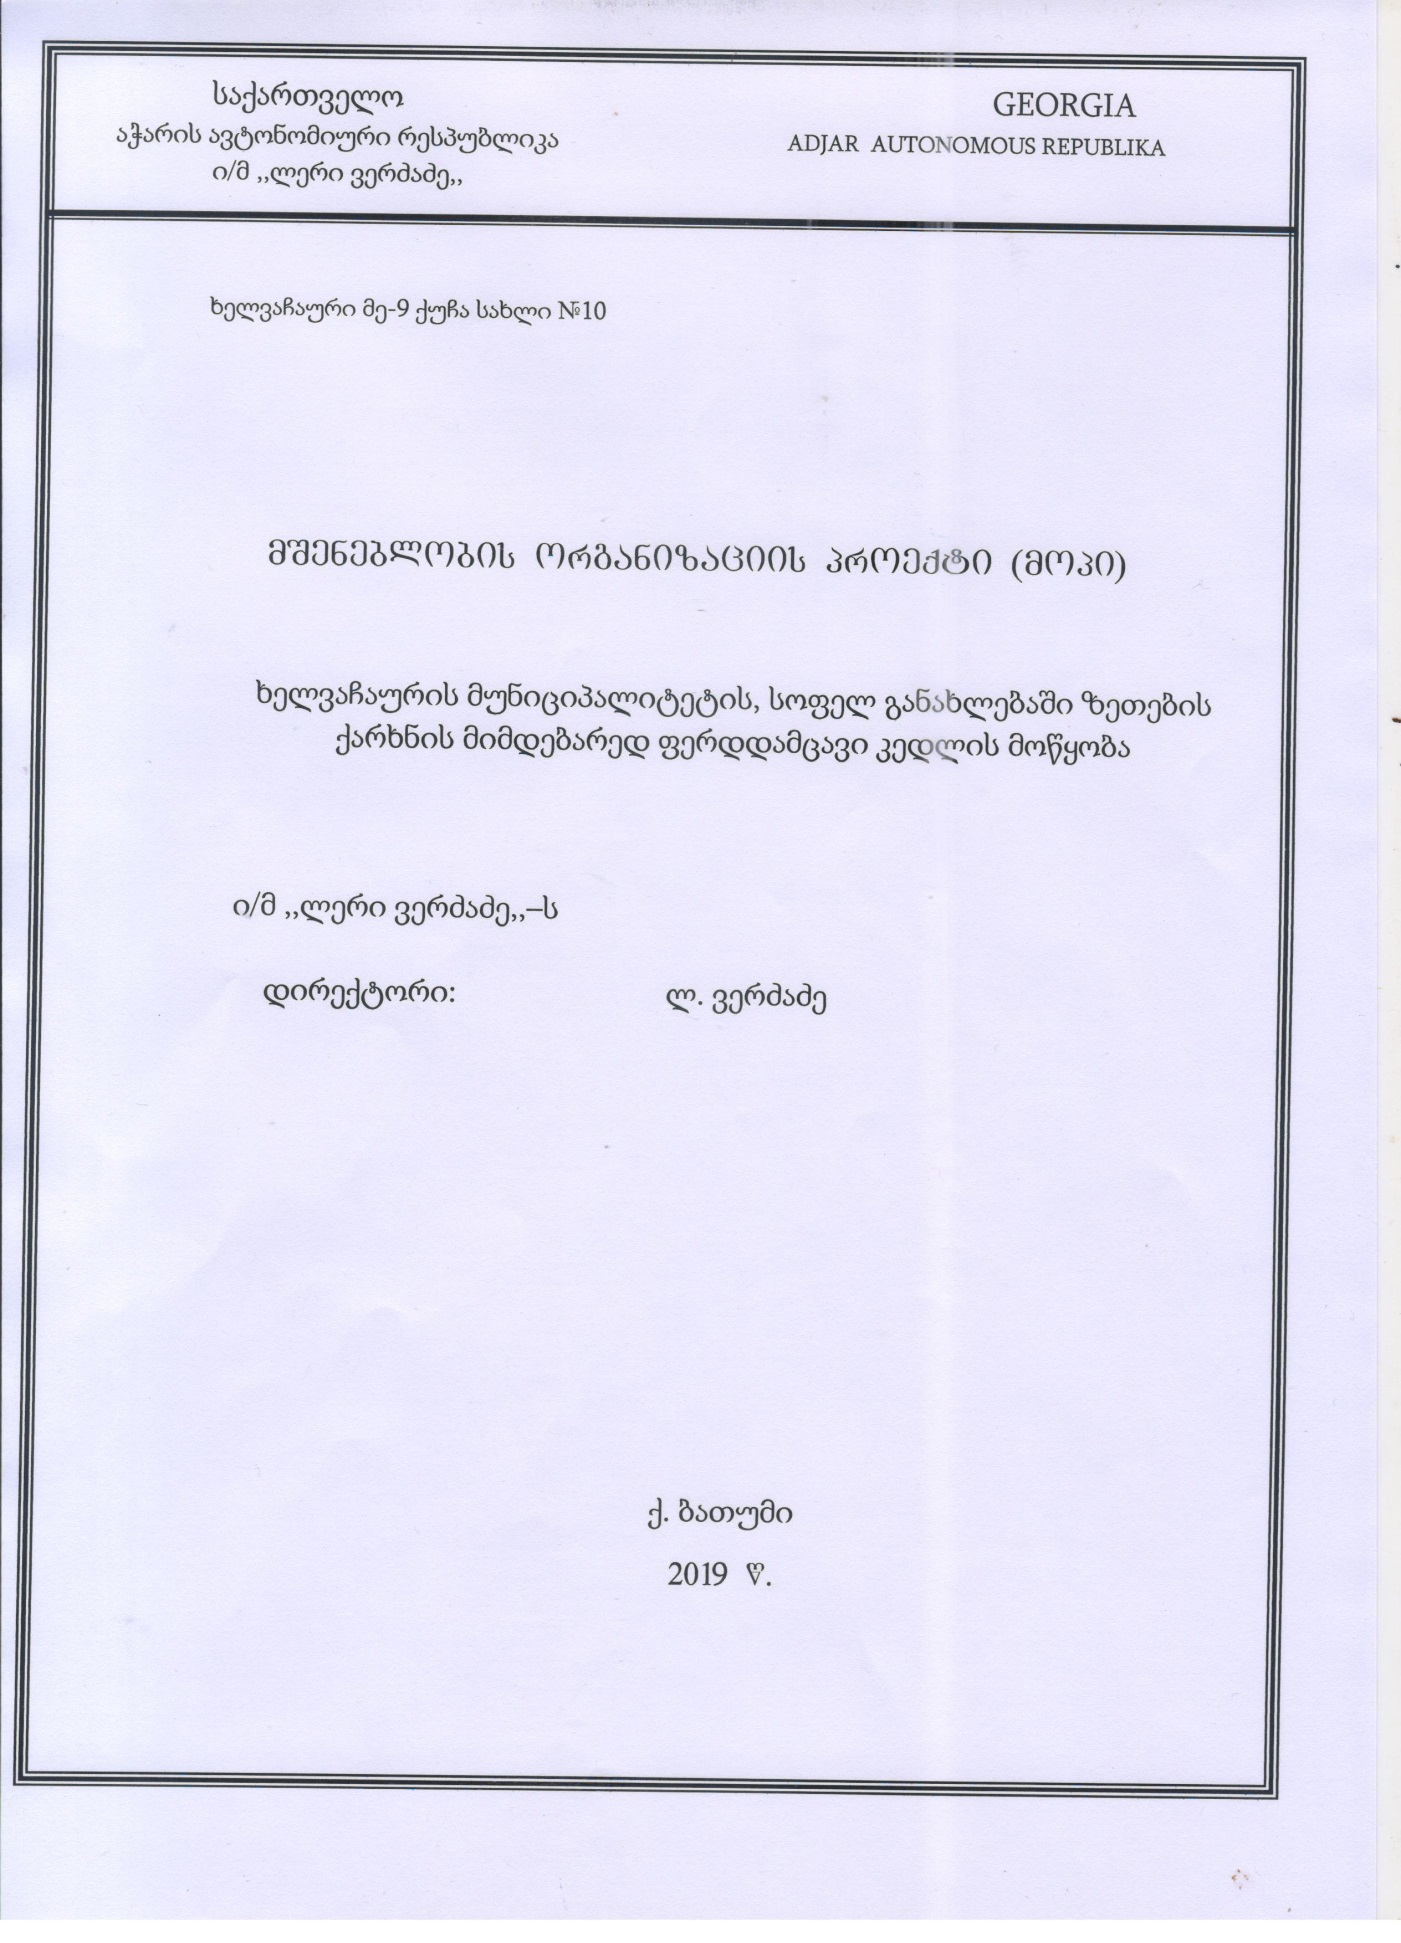 საქართველო
აჭარის ავტონომიური რესპუბლიკა
ი/მ ,,ლერი ვერძაძე,,
GEORGIA
ADJAR AUTONOMOUS REPUBLIKA
ხელვაჩაური მე-9 ქუჩა სახლი №10
მშენებლობის ორგანიზაციის პროექტი (მოპი)
ხელვაჩაურის მუნიციპალიტეტის, სოფელ განახლებაში ზეთების
ქარხნის მიმდებარედ ფერდდამცავი კედლის მოწყობა
ი/მ ,,ლერი ვერძაძე,,–ს
დირექტორი: ლ. ვერძაძე
ქ. ბათუმი
2019 წ.